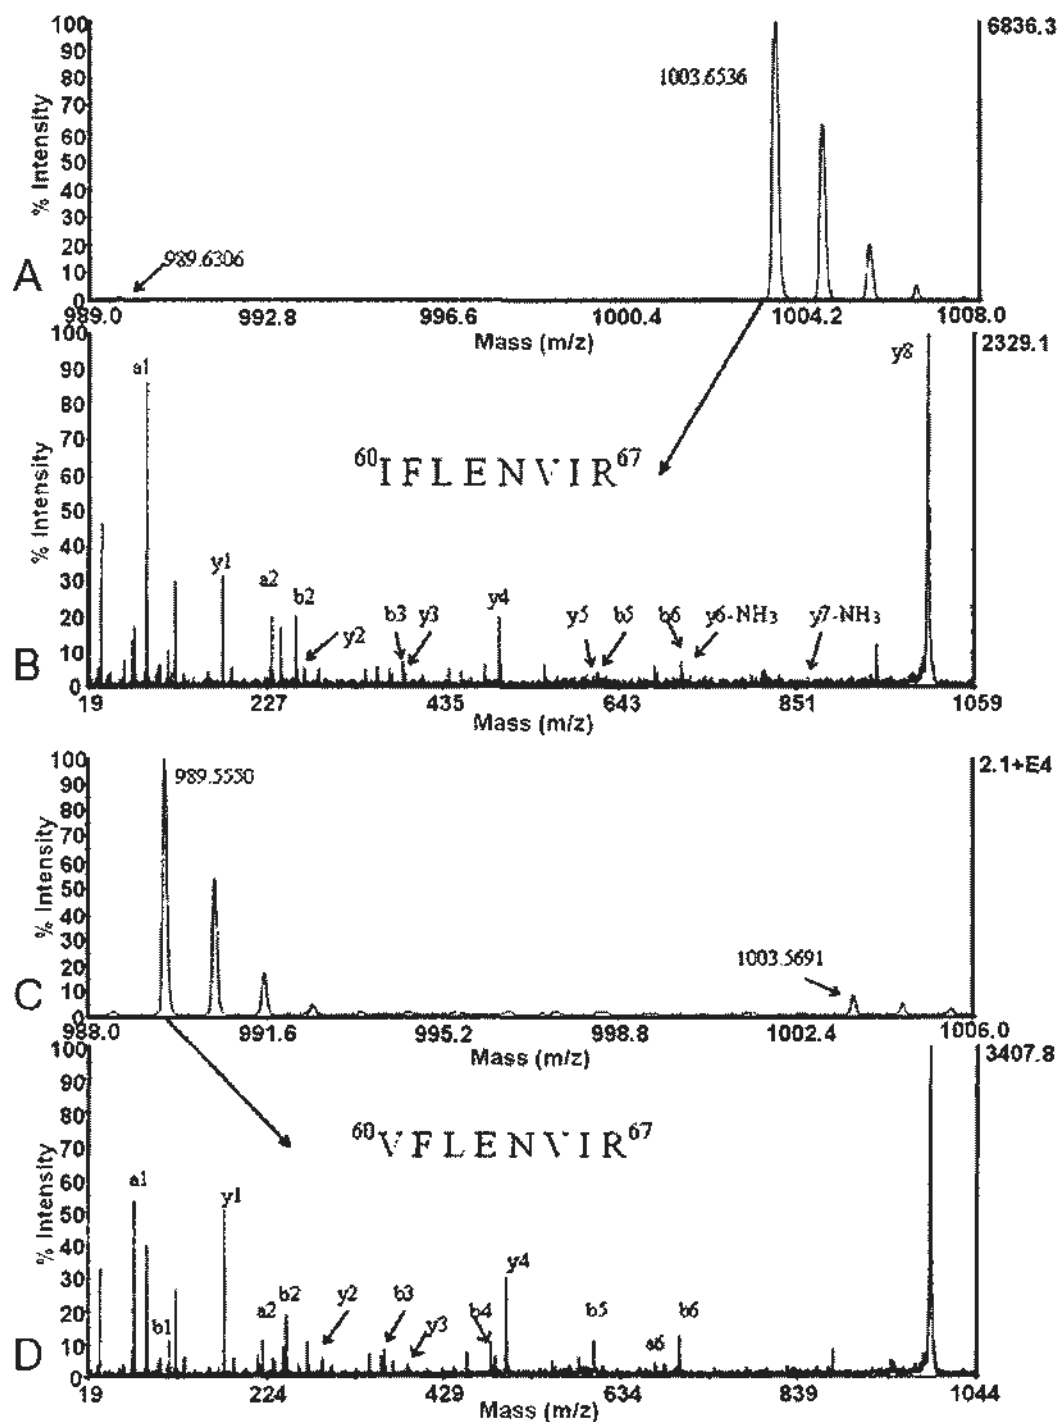 100
90
80
70
60
50
40
30
20
10
0
% Intensity
A
1003.6536
6836.3
989.6306
989.0 992.8 996.6 1000.4 1004.2 1008.0
Mass (m/z)
100
90
80
70
60
50
40
30
20
10
0
% Intensity
B
a1
y8
2329.1
60IFLENVIR67
y1 a2 b2 y2 b3 y3 y4 y5 b5 b6 y6-NH3 y7-NH3
19 227 435 643 851 1059
Mass (m/z)
100
90
80
70
60
50
40
30
20
10
0
% Intensity
C
989.5550
2.1+E4
1003.5691
988.0 991.6 995.2 998.8 1002.4 1006.0
Mass (m/z)
100
90
80
70
60
50
40
30
20
10
0
% Intensity
D
3407.8
60VFLENVIR67
a1 b1 y1 a2 b2 y2 b3 y3 b4 y4 b5 a6 b6
19 224 429 634 839 1044
Mass (m/z)